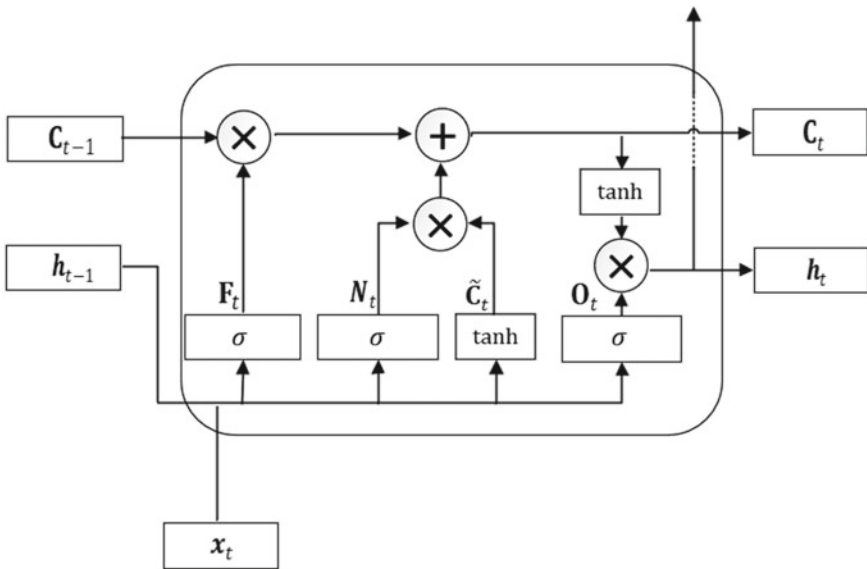 C_{t-1}
×
+
C_t
tanh
×
h_{t-1}
F_t
N_t
C̃_t
O_t
×
h_t
σ
σ
tanh
σ
x_t